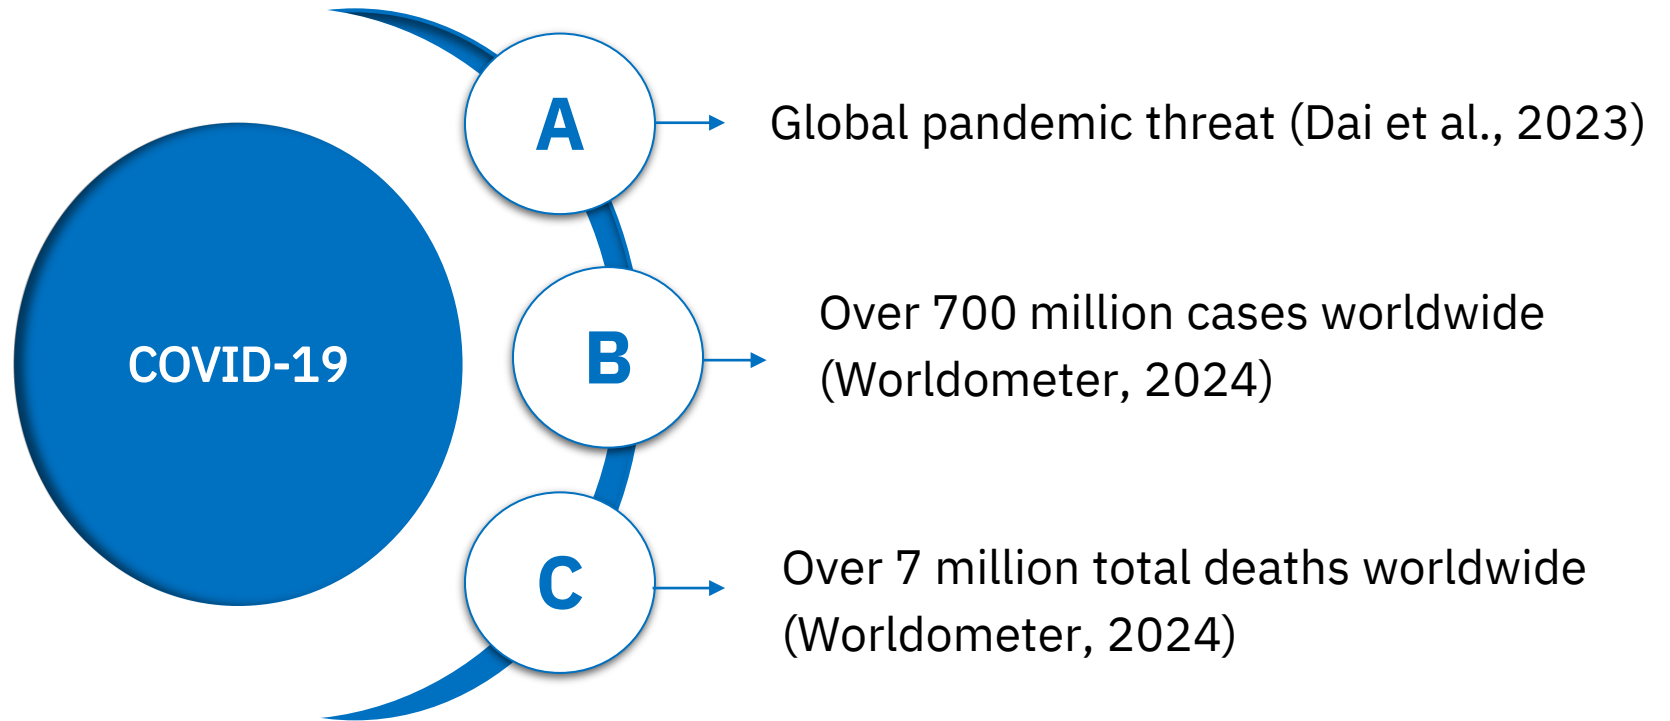 COVID-19
A
Global pandemic threat (Dai et al., 2023)
B
Over 700 million cases worldwide
(Worldometer, 2024)
C
Over 7 million total deaths worldwide
(Worldometer, 2024)